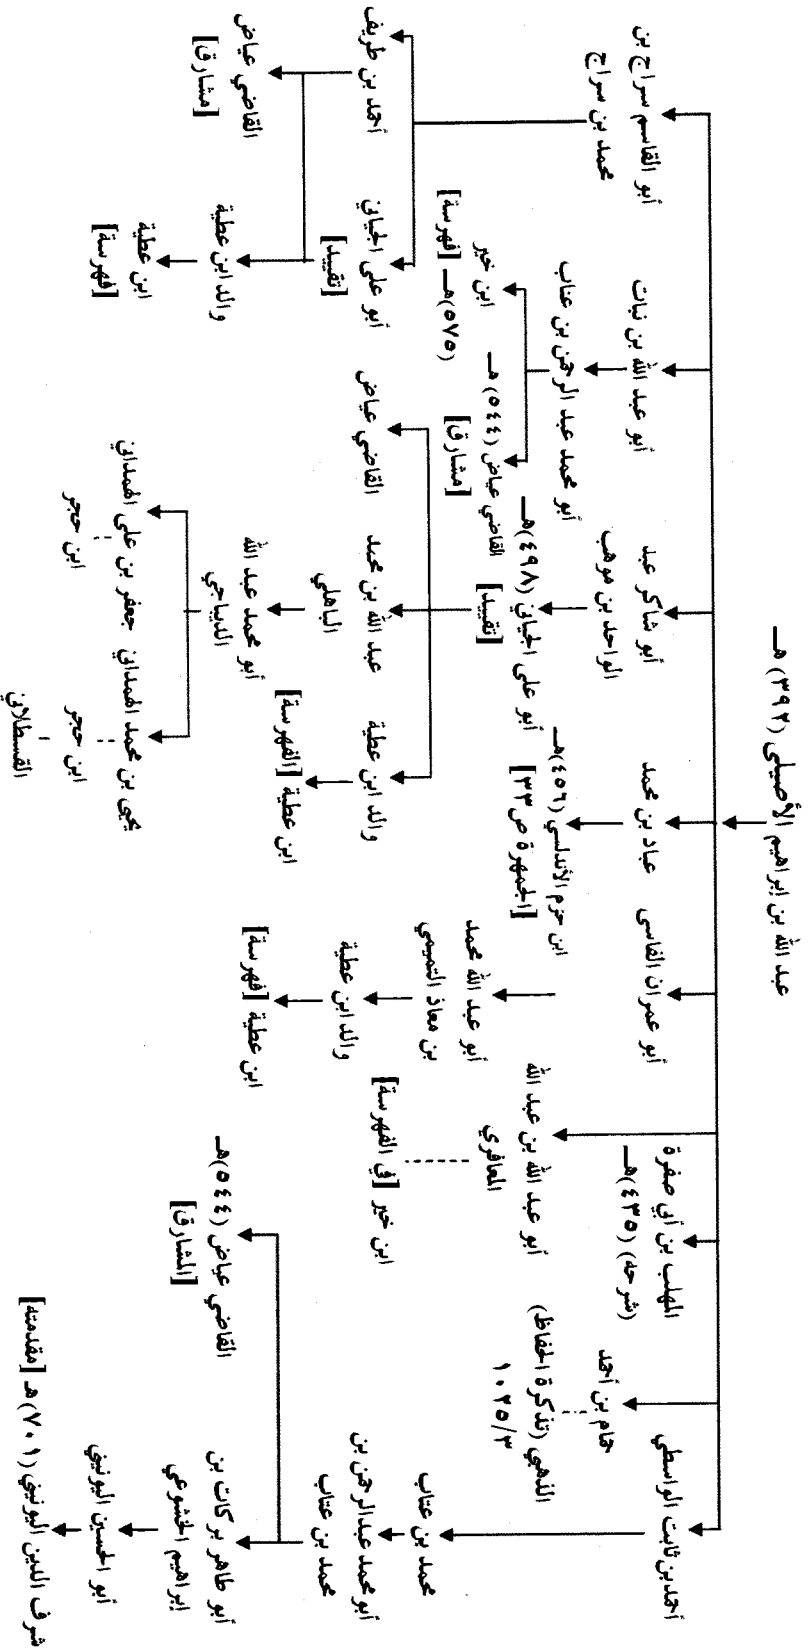 عبد الله بن إبراهيم الأصيلي (٣٩٢) هـ
أحمد بن ثابت الواسطي
محمد بن عتاب
أبو محمد عبدالرحمن بن
محمد بن عتاب
أبو طاهر بركات بن
إبراهيم الخشوعي
أبو الحسين اليونيني
شرف الدين اليونيني (٧٠١) هـ [مقدمته]
القاضي عياض (٥٤٤) هـ
[المشارق]
حمام بن أحمد
الذهبي (تذكرة الحفاظ)
١٠٢٥/٣
المهلب بن أبي صفرة
(شرحه) (٤٣٥) هـ
أبو عبد الله بن عبد الله
المعافري
ابن خير [في الفهرسة]
أبو عمران الفاسي
أبو عبد الله محمد
بن معاذ التميمي
والد ابن عطية
ابن عطية [فهرسة]
عباد بن محمد
ابن حزم الأندلسي (٤٥٦) هـ
[الجمهرة ص ٣٣]
أبو شاكر عبد
الواحد بن موهب
أبو علي الجياني (٤٩٨) هـ
[تقييد]
والد ابن عطية
ابن عطية [الفهرسة]
عبد الله بن محمد
الباهلي
أبو محمد عبد الله
الديباجي
يحيى بن محمد الهمداني
ابن حجر
القسطلاني
جعفر بن علي الهمداني
ابن حجر
القاضي عياض
أبو عبد الله بن نبات
أبو محمد عبد الرحمن بن عتاب
القاضي عياض (٥٤٤) هـ
[مشارق]
ابن خير
[فهرسة] (٥٧٥) هـ
أبو القاسم سراج بن
محمد بن سراج
أبو علي الجياني
[تقييد]
أحمد بن طريف
والد ابن عطية
ابن عطية
[فهرسة]
القاضي عياض
[مشارق]